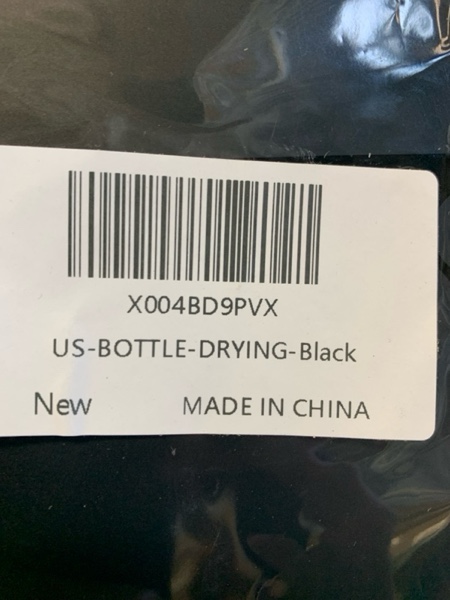 X004BD9PVX
US-BOTTLE-DRYING-Black
New MADE IN CHINA